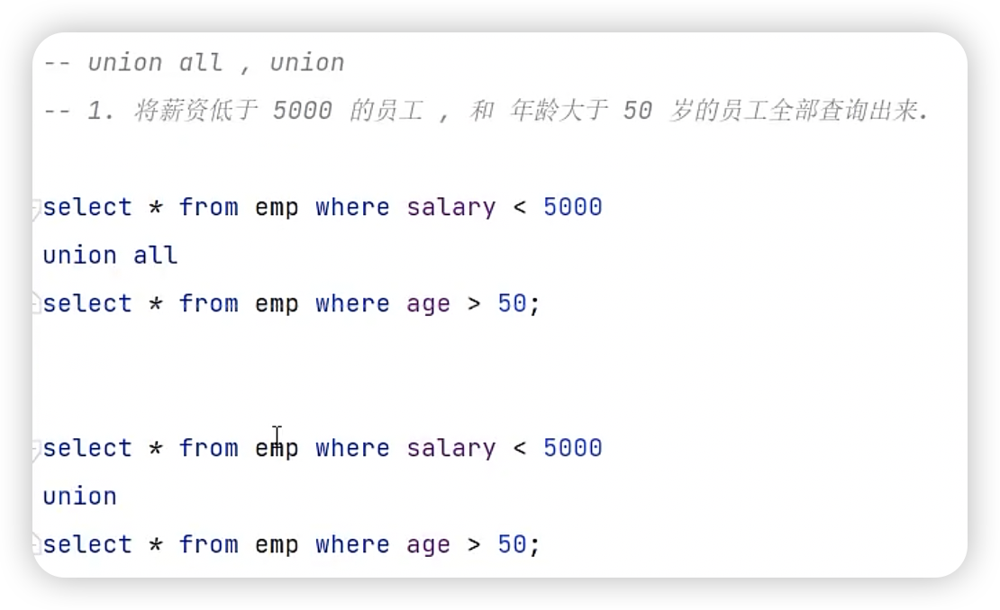 -- union all , union
-- 1. 将薪资低于 5000 的员工 , 和 年龄大于 50 岁的员工全部查询出来.
select * from emp where salary < 5000
union all
select * from emp where age > 50;
select * from emp where salary < 5000
union
select * from emp where age > 50;